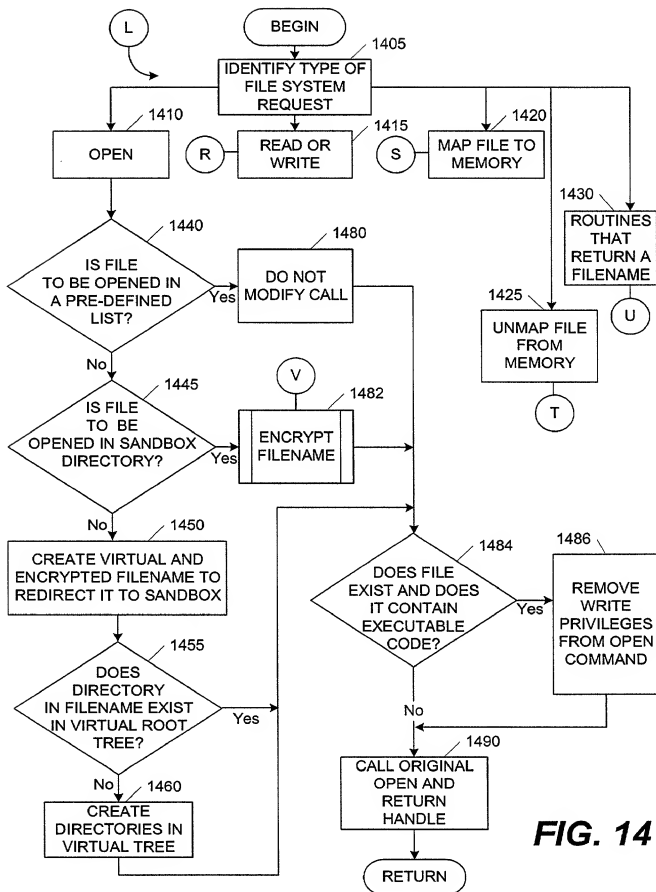 L
BEGIN
1405
IDENTIFY TYPE OF
FILE SYSTEM
REQUEST
1410
OPEN
R
1415
READ OR
WRITE
S
1420
MAP FILE TO
MEMORY
1430
ROUTINES
THAT
RETURN A
FILENAME
U
1425
UNMAP FILE
FROM
MEMORY
T
1440
IS FILE
TO BE OPENED IN
A PRE-DEFINED
LIST?
Yes
No
1480
DO NOT
MODIFY CALL
1445
IS FILE
TO BE
OPENED IN SANDBOX
DIRECTORY?
Yes
No
V
1482
ENCRYPT
FILENAME
1450
CREATE VIRTUAL AND
ENCRYPTED FILENAME TO
REDIRECT IT TO SANDBOX
1455
DOES
DIRECTORY
IN FILENAME EXIST
IN VIRTUAL ROOT
TREE?
Yes
No
1460
CREATE
DIRECTORIES IN
VIRTUAL TREE
1484
DOES FILE
EXIST AND DOES
IT CONTAIN
EXECUTABLE
CODE?
Yes
No
1486
REMOVE
WRITE
PRIVILEGES
FROM OPEN
COMMAND
1490
CALL ORIGINAL
OPEN AND
RETURN
HANDLE
RETURN
FIG. 14